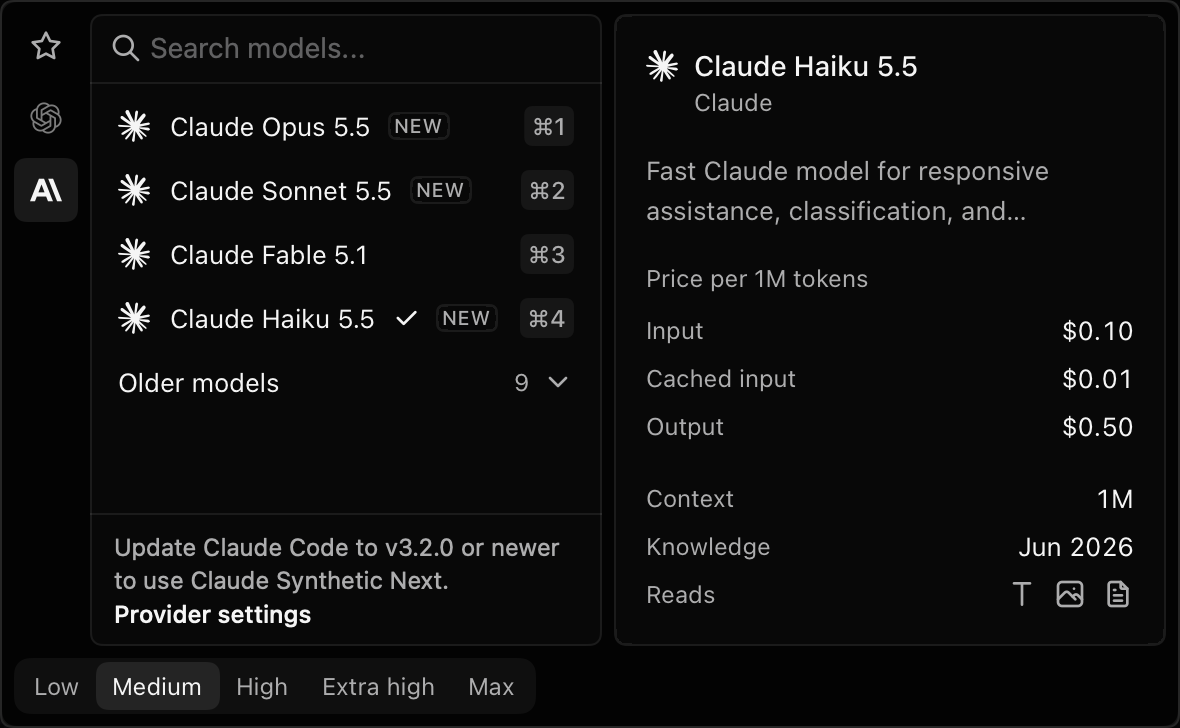 Search models...
Claude Opus 5.5 NEW ⌘1
Claude Sonnet 5.5 NEW ⌘2
Claude Fable 5.1 ⌘3
Claude Haiku 5.5 NEW ⌘4
Older models 9
Update Claude Code to v3.2.0 or newer
to use Claude Synthetic Next.
Provider settings
Claude Haiku 5.5
Claude
Fast Claude model for responsive
assistance, classification, and...
Price per 1M tokens
Input $0.10
Cached input $0.01
Output $0.50
Context 1M
Knowledge Jun 2026
Reads
Low Medium High Extra high Max